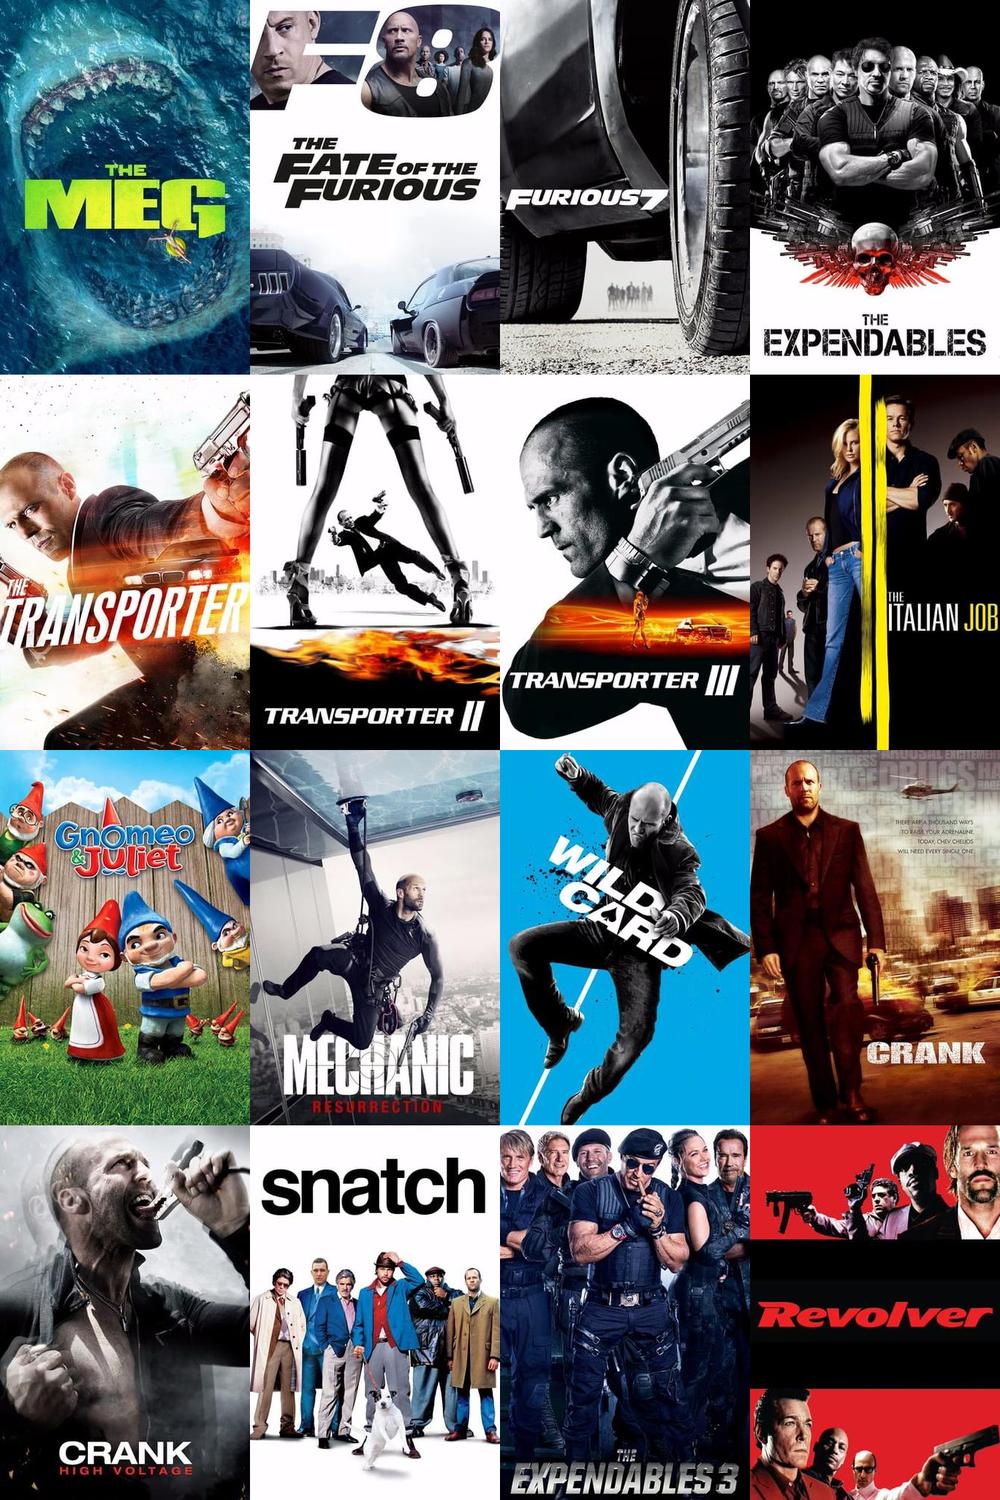 THE
MEG
F8
THE
FATE OF THE
FURIOUS
FURIOUS 7
THE
EXPENDABLES
THE
TRANSPORTER
TRANSPORTER II
TRANSPORTER III
THE
ITALIAN JOB
Gnomeo
& Juliet
MECHANIC
RESURRECTION
WILD
CARD
THERE ARE A THOUSAND WAYS
TO RAISE YOUR ADRENALINE.
TODAY, CHEV CHELIOS
WILL NEED EVERY SINGLE ONE.
CRANK
CRANK
HIGH VOLTAGE
snatch
THE
EXPENDABLES 3
Revolver